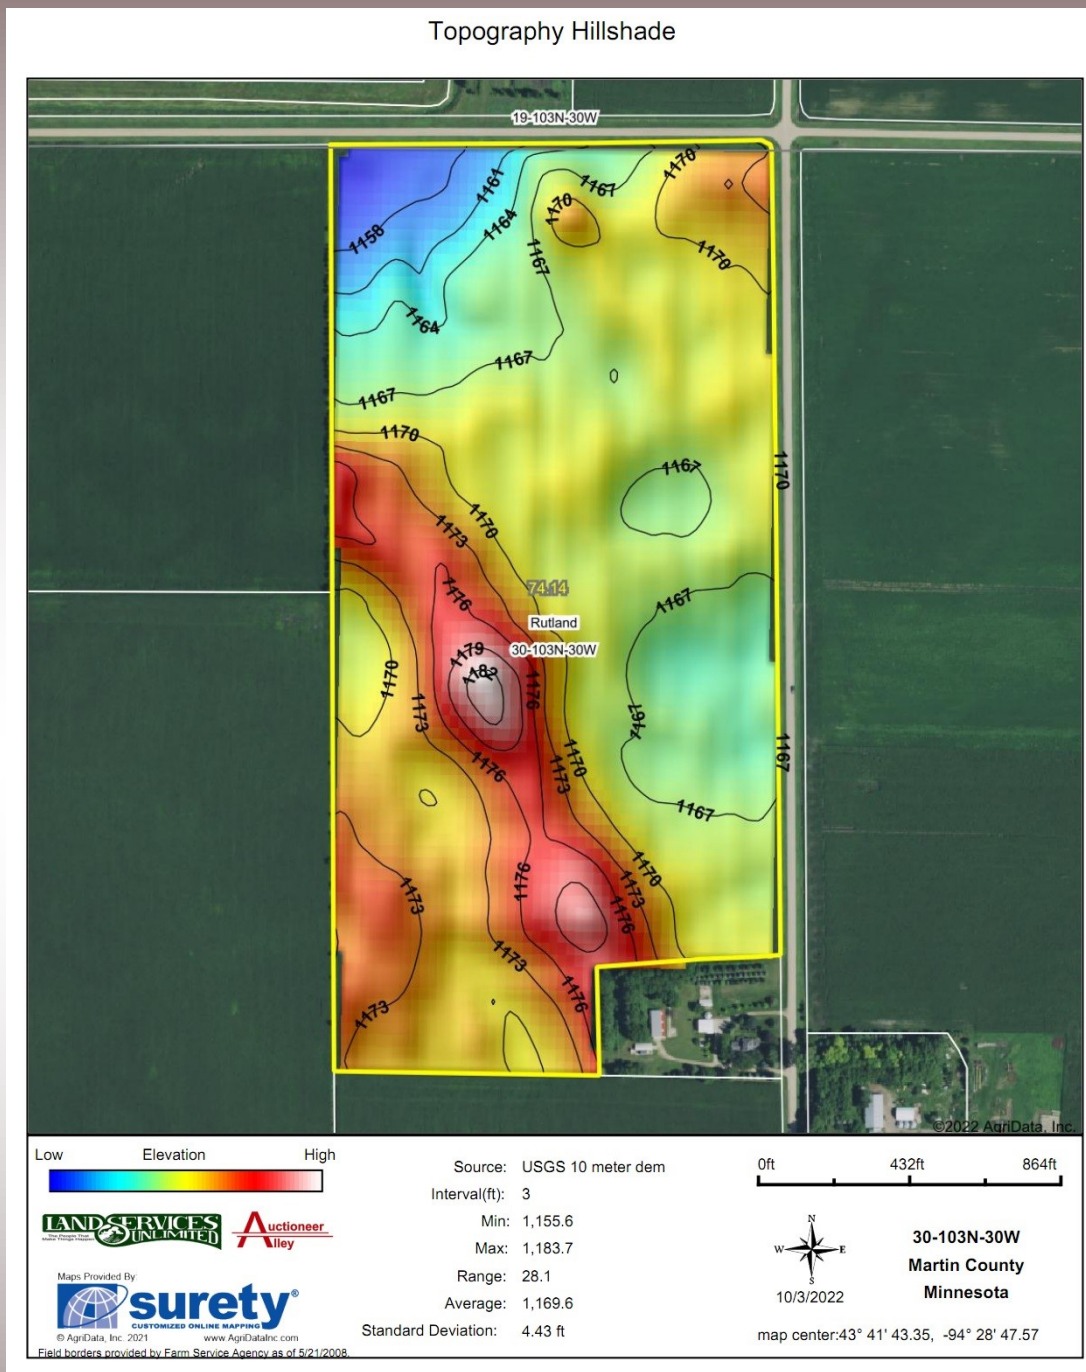 Topography Hillshade
19-103N-30W
1170
1161
1167
1170
1164
1158
1167
1170
1164
1167
1167
1170
1167
1170
1170
1173
74.14
1176
1167
Rutland
30-103N-30W
1179
1182
1170
1176
1173
1167
1167
1170
1176
1173
1167
1170
1176
1173
1173
1176
1173
1176
1173
©2022 AgriData, Inc.
Low Elevation High
LAND SERVICES
UNLIMITED
The People That
Make Things Happen
Auctioneer
Alley
Maps Provided By:
surety®
CUSTOMIZED ONLINE MAPPING
© AgriData, Inc. 2021 www.AgriDataInc.com
Field borders provided by Farm Service Agency as of 5/21/2008.
Source: USGS 10 meter dem
Interval(ft): 3
Min: 1,155.6
Max: 1,183.7
Range: 28.1
Average: 1,169.6
Standard Deviation: 4.43 ft
0ft 432ft 864ft
N
W E
S
10/3/2022
30-103N-30W
Martin County
Minnesota
map center:43° 41' 43.35, -94° 28' 47.57